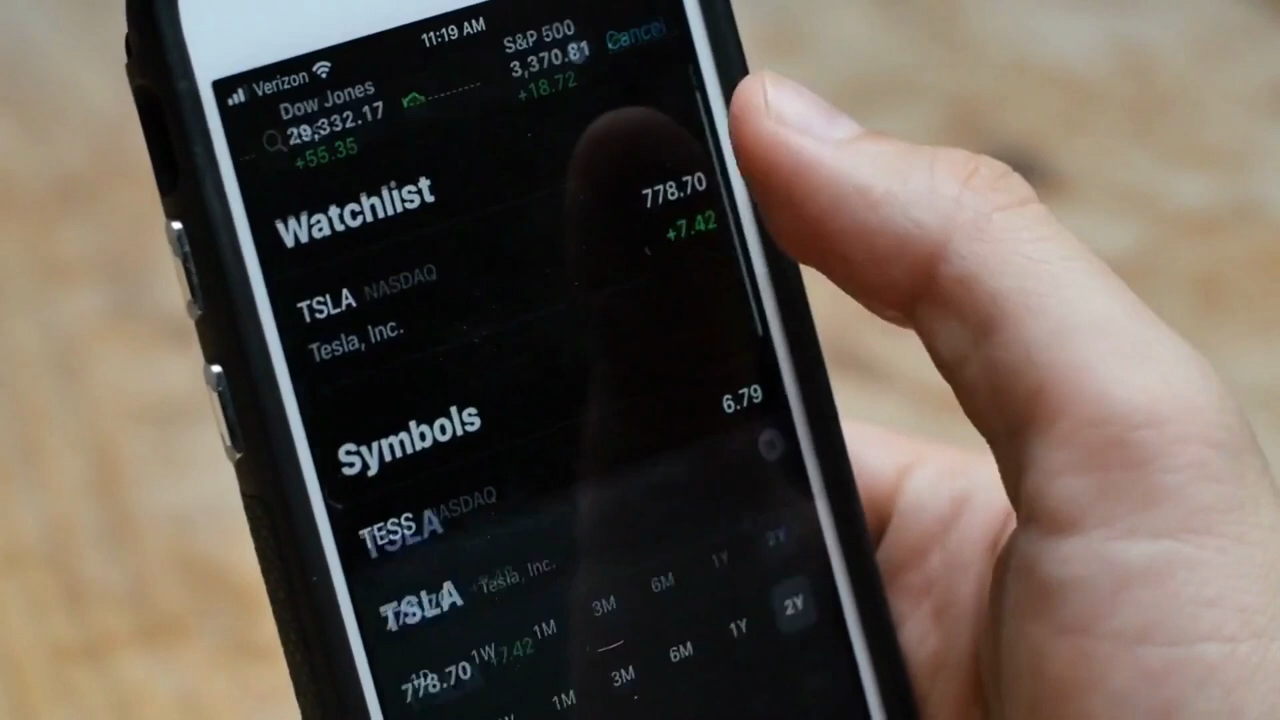 Verizon 11:19 AM
Dow Jones
29,332.17
+55.35
S&P 500
3,370.81
+18.72
Cancel
Watchlist
778.70
+7.42
TSLA NASDAQ
Tesla, Inc.
Symbols
6.79
TESS NASDAQ
TSLA
TSLA Tesla, Inc.
1W 1M 3M 6M 1Y 2Y
778.70 +7.42
1M 3M 6M 1Y 2Y